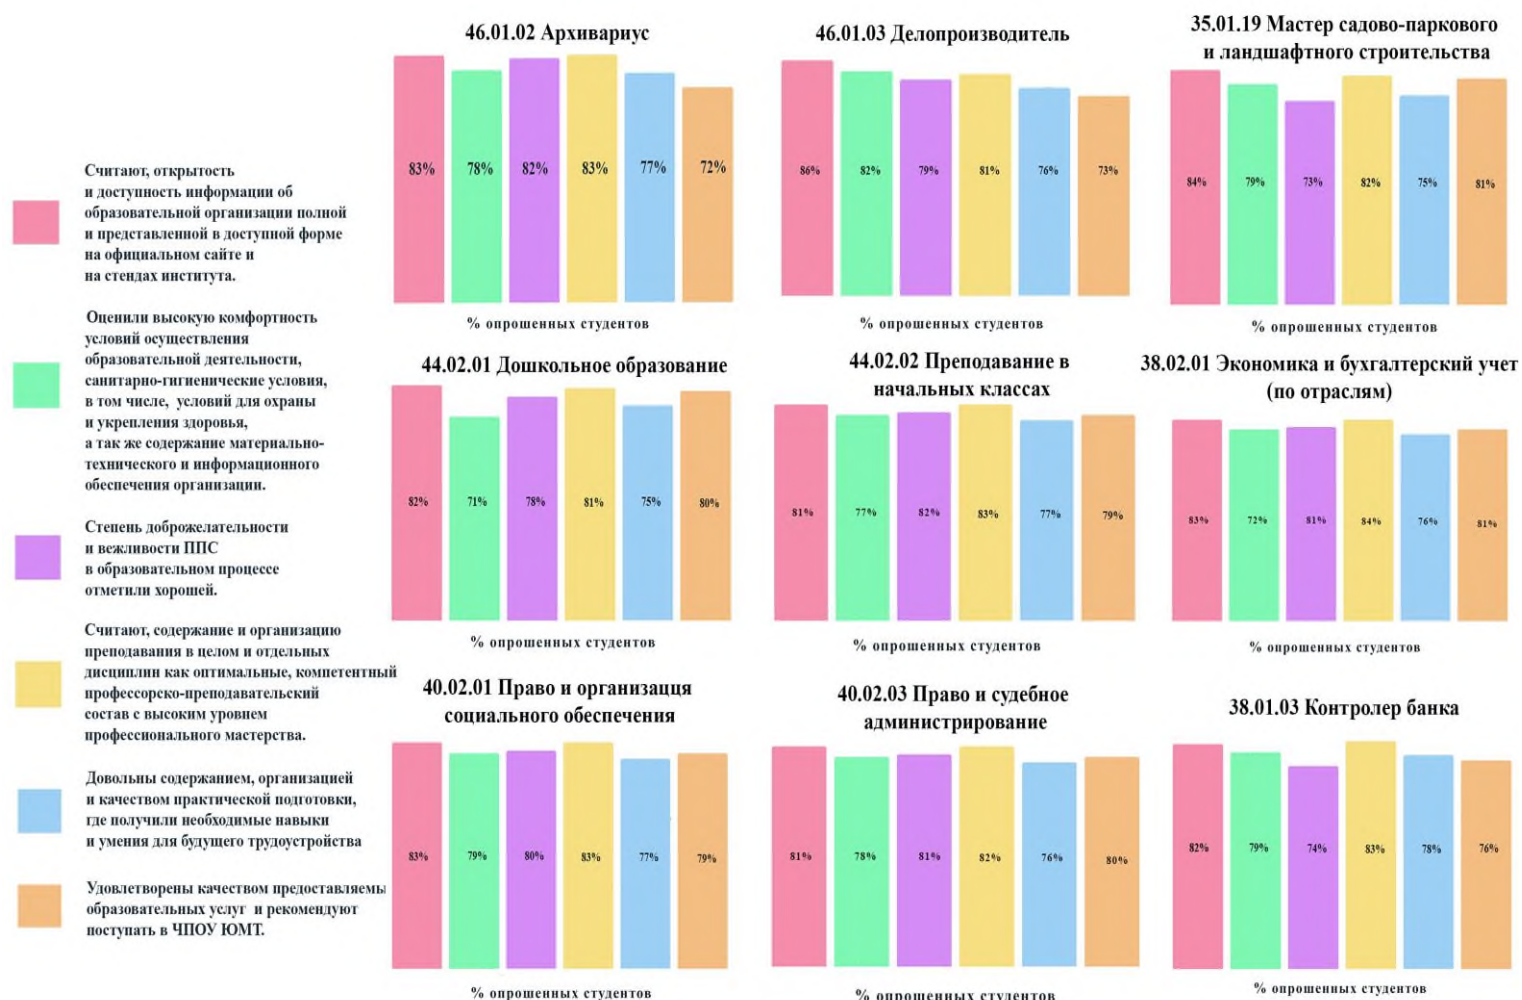 46.01.02 Архивариус
83%
78%
82%
83%
77%
72%
% опрошенных студентов
46.01.03 Делопроизводитель
86%
82%
79%
81%
76%
73%
% опрошенных студентов
35.01.19 Мастер садово-паркового
и ландшафтного строительства
84%
79%
73%
82%
75%
81%
% опрошенных студентов
Считают, открытость
и доступность информации об
образовательной организации полной
и представленной в доступной форме
на официальном сайте и
на стендах института.
Оценили высокую комфортность
условий осуществления
образовательной деятельности,
санитарно-гигиенические условия,
в том числе, условий для охраны
и укрепления здоровья,
а так же содержание материально-
технического и информационного
обеспечения организации.
Степень доброжелательности
и вежливости ППС
в образовательном процессе
отметили хорошей.
Считают, содержание и организацию
преподавания в целом и отдельных
дисциплин как оптимальные, компетентный
профессорско-преподавательский
состав с высоким уровнем
профессионального мастерства.
Довольны содержанием, организацией
и качеством практической подготовки,
где получили необходимые навыки
и умения для будущего трудоустройства
Удовлетворены качеством предоставляемы
образовательных услуг и рекомендуют
поступать в ЧПОУ ЮМТ.
44.02.01 Дошкольное образование
82%
71%
78%
81%
75%
80%
% опрошенных студентов
44.02.02 Преподавание в
начальных классах
81%
77%
82%
83%
77%
79%
% опрошенных студентов
38.02.01 Экономика и бухгалтерский учет
(по отраслям)
83%
72%
81%
84%
76%
81%
% опрошенных студентов
40.02.01 Право и организацця
социального обеспечения
83%
79%
80%
83%
77%
79%
% опрошенных студентов
40.02.03 Право и судебное
администрирование
81%
78%
81%
82%
76%
80%
% опрошенных студентов
38.01.03 Контролер банка
82%
79%
74%
83%
78%
76%
% опрошенных студентов